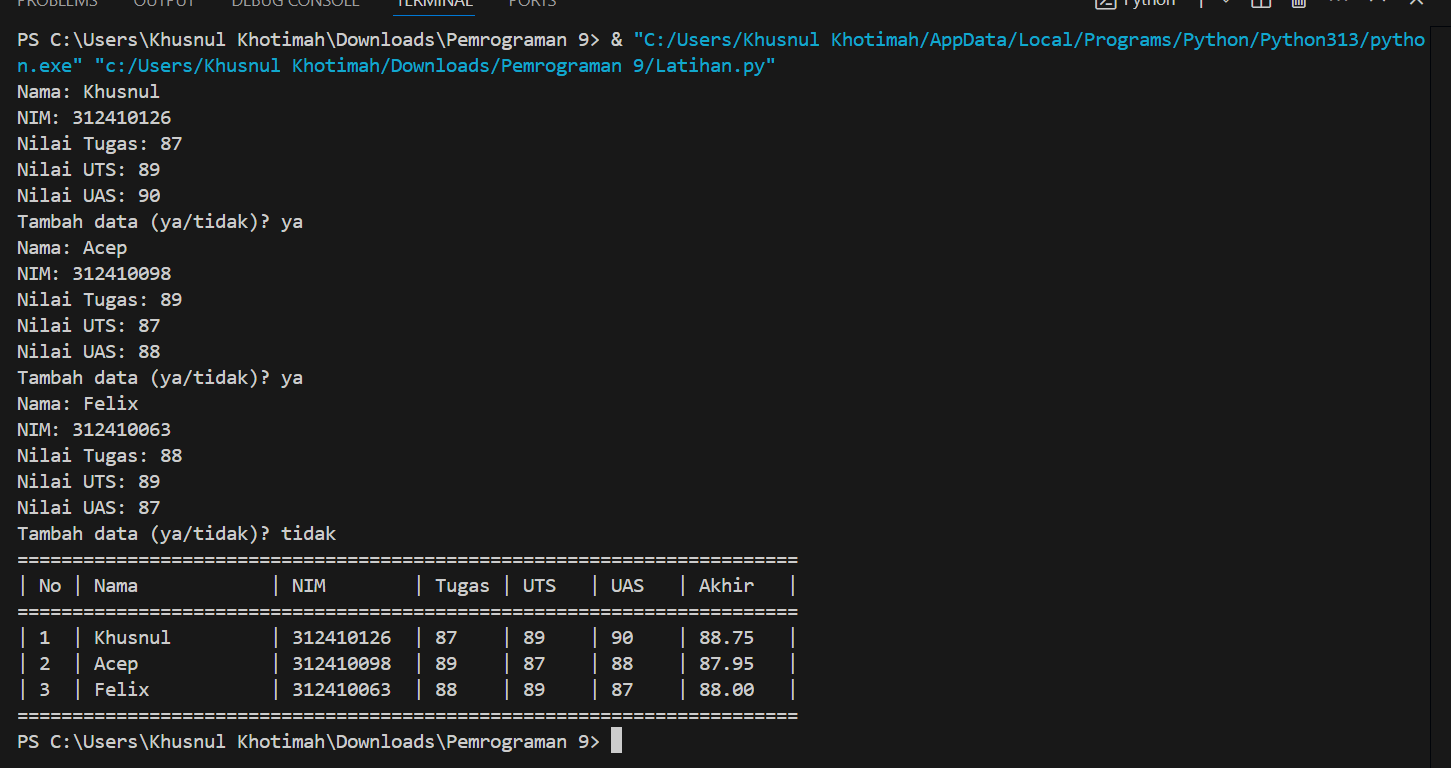 PROBLEMS OUTPUT DEBUG CONSOLE TERMINAL PORTS Python
PS C:\Users\Khusnul Khotimah\Downloads\Pemrograman 9> & "C:/Users/Khusnul Khotimah/AppData/Local/Programs/Python/Python313/pytho
n.exe" "c:/Users/Khusnul Khotimah/Downloads/Pemrograman 9/Latihan.py"
Nama: Khusnul
NIM: 312410126
Nilai Tugas: 87
Nilai UTS: 89
Nilai UAS: 90
Tambah data (ya/tidak)? ya
Nama: Acep
NIM: 312410098
Nilai Tugas: 89
Nilai UTS: 87
Nilai UAS: 88
Tambah data (ya/tidak)? ya
Nama: Felix
NIM: 312410063
Nilai Tugas: 88
Nilai UTS: 89
Nilai UAS: 87
Tambah data (ya/tidak)? tidak
=======================================================================
| No | Nama            | NIM        | Tugas | UTS   | UAS   | Akhir   |
=======================================================================
| 1  | Khusnul         | 312410126  | 87    | 89    | 90    | 88.75   |
| 2  | Acep            | 312410098  | 89    | 87    | 88    | 87.95   |
| 3  | Felix           | 312410063  | 88    | 89    | 87    | 88.00   |
=======================================================================
PS C:\Users\Khusnul Khotimah\Downloads\Pemrograman 9>